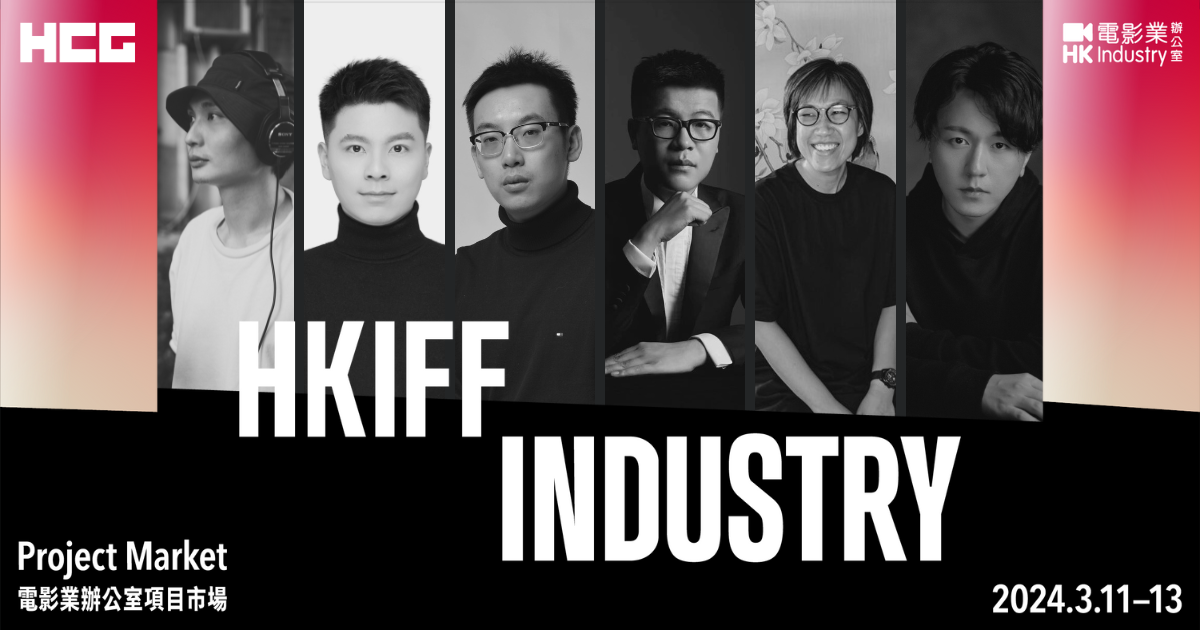 HCG
電影業辦公室
HK Industry
HKIFF
INDUSTRY
Project Market
電影業辦公室項目市場
2024.3.11–13